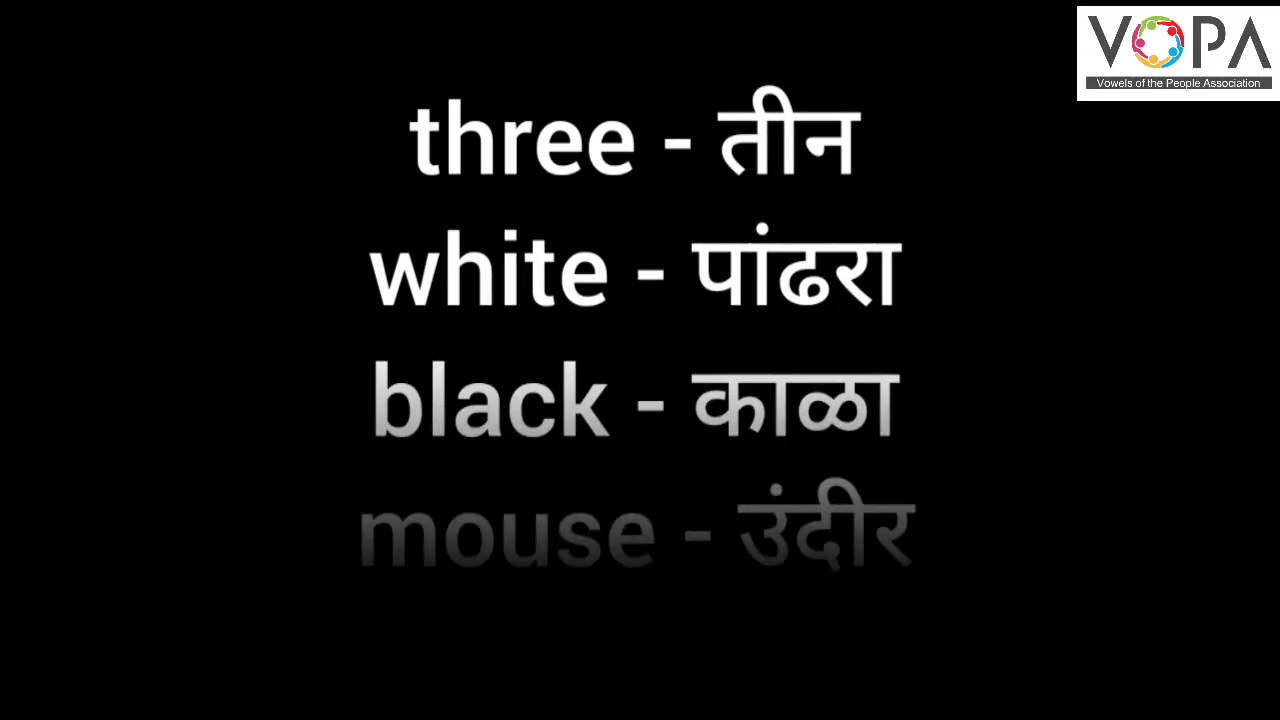 VOPA
Vowels of the People Association
three - तीन
white - पांढरा
black - काळा
mouse - उंदीर